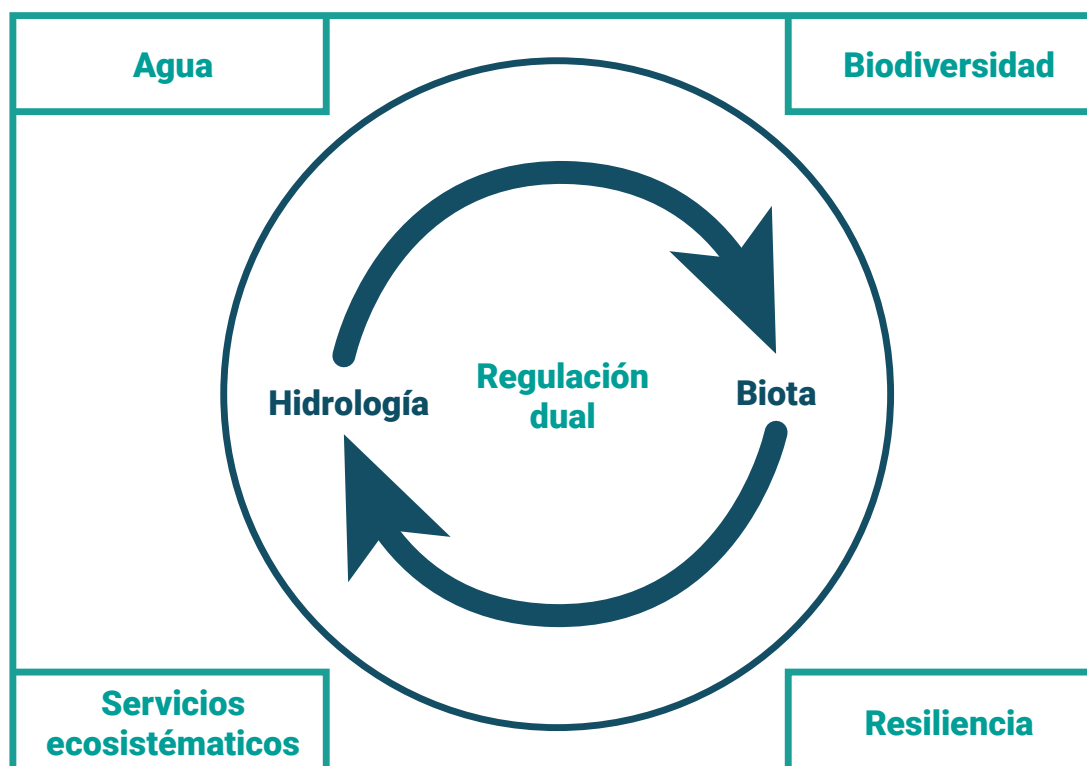 Agua
Biodiversidad
Regulación
dual
Hidrología
Biota
Servicios
ecosistématicos
Resiliencia